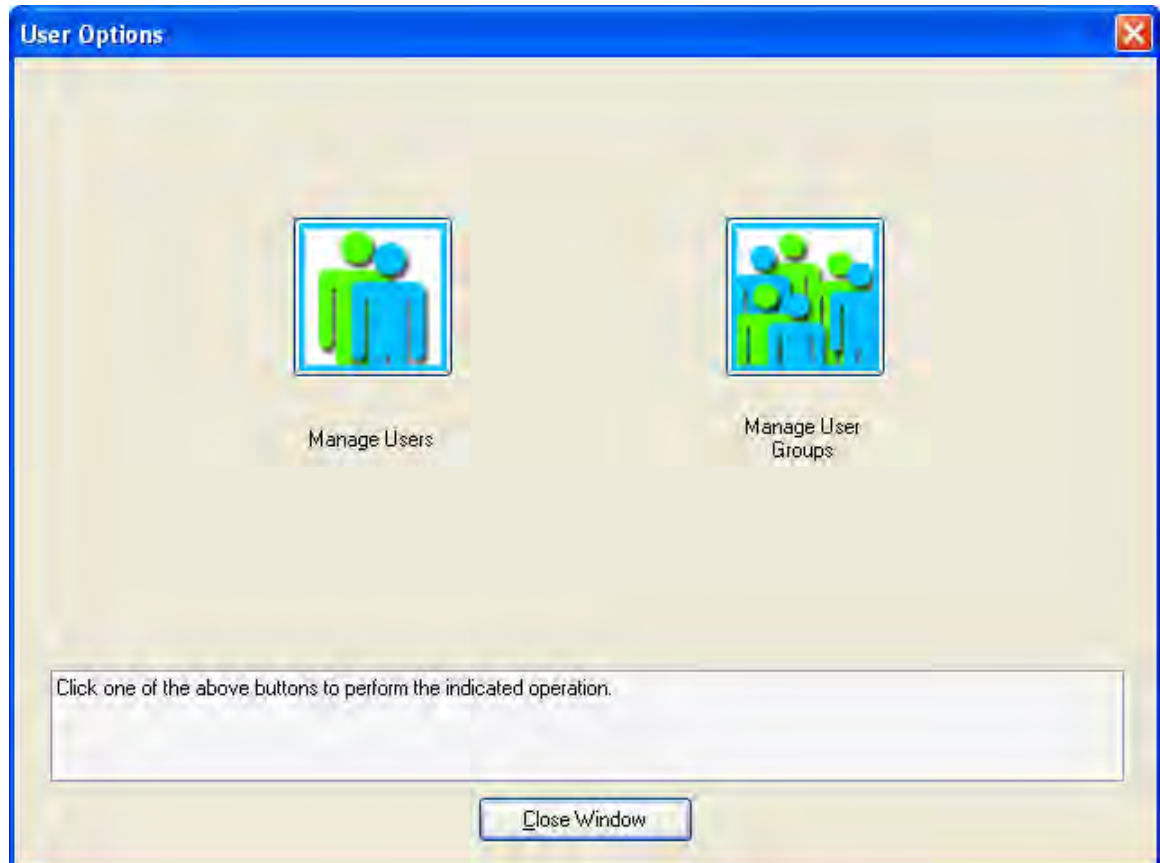 User Options
Manage Users
Manage User
Groups
Click one of the above buttons to perform the indicated operation.
Close Window